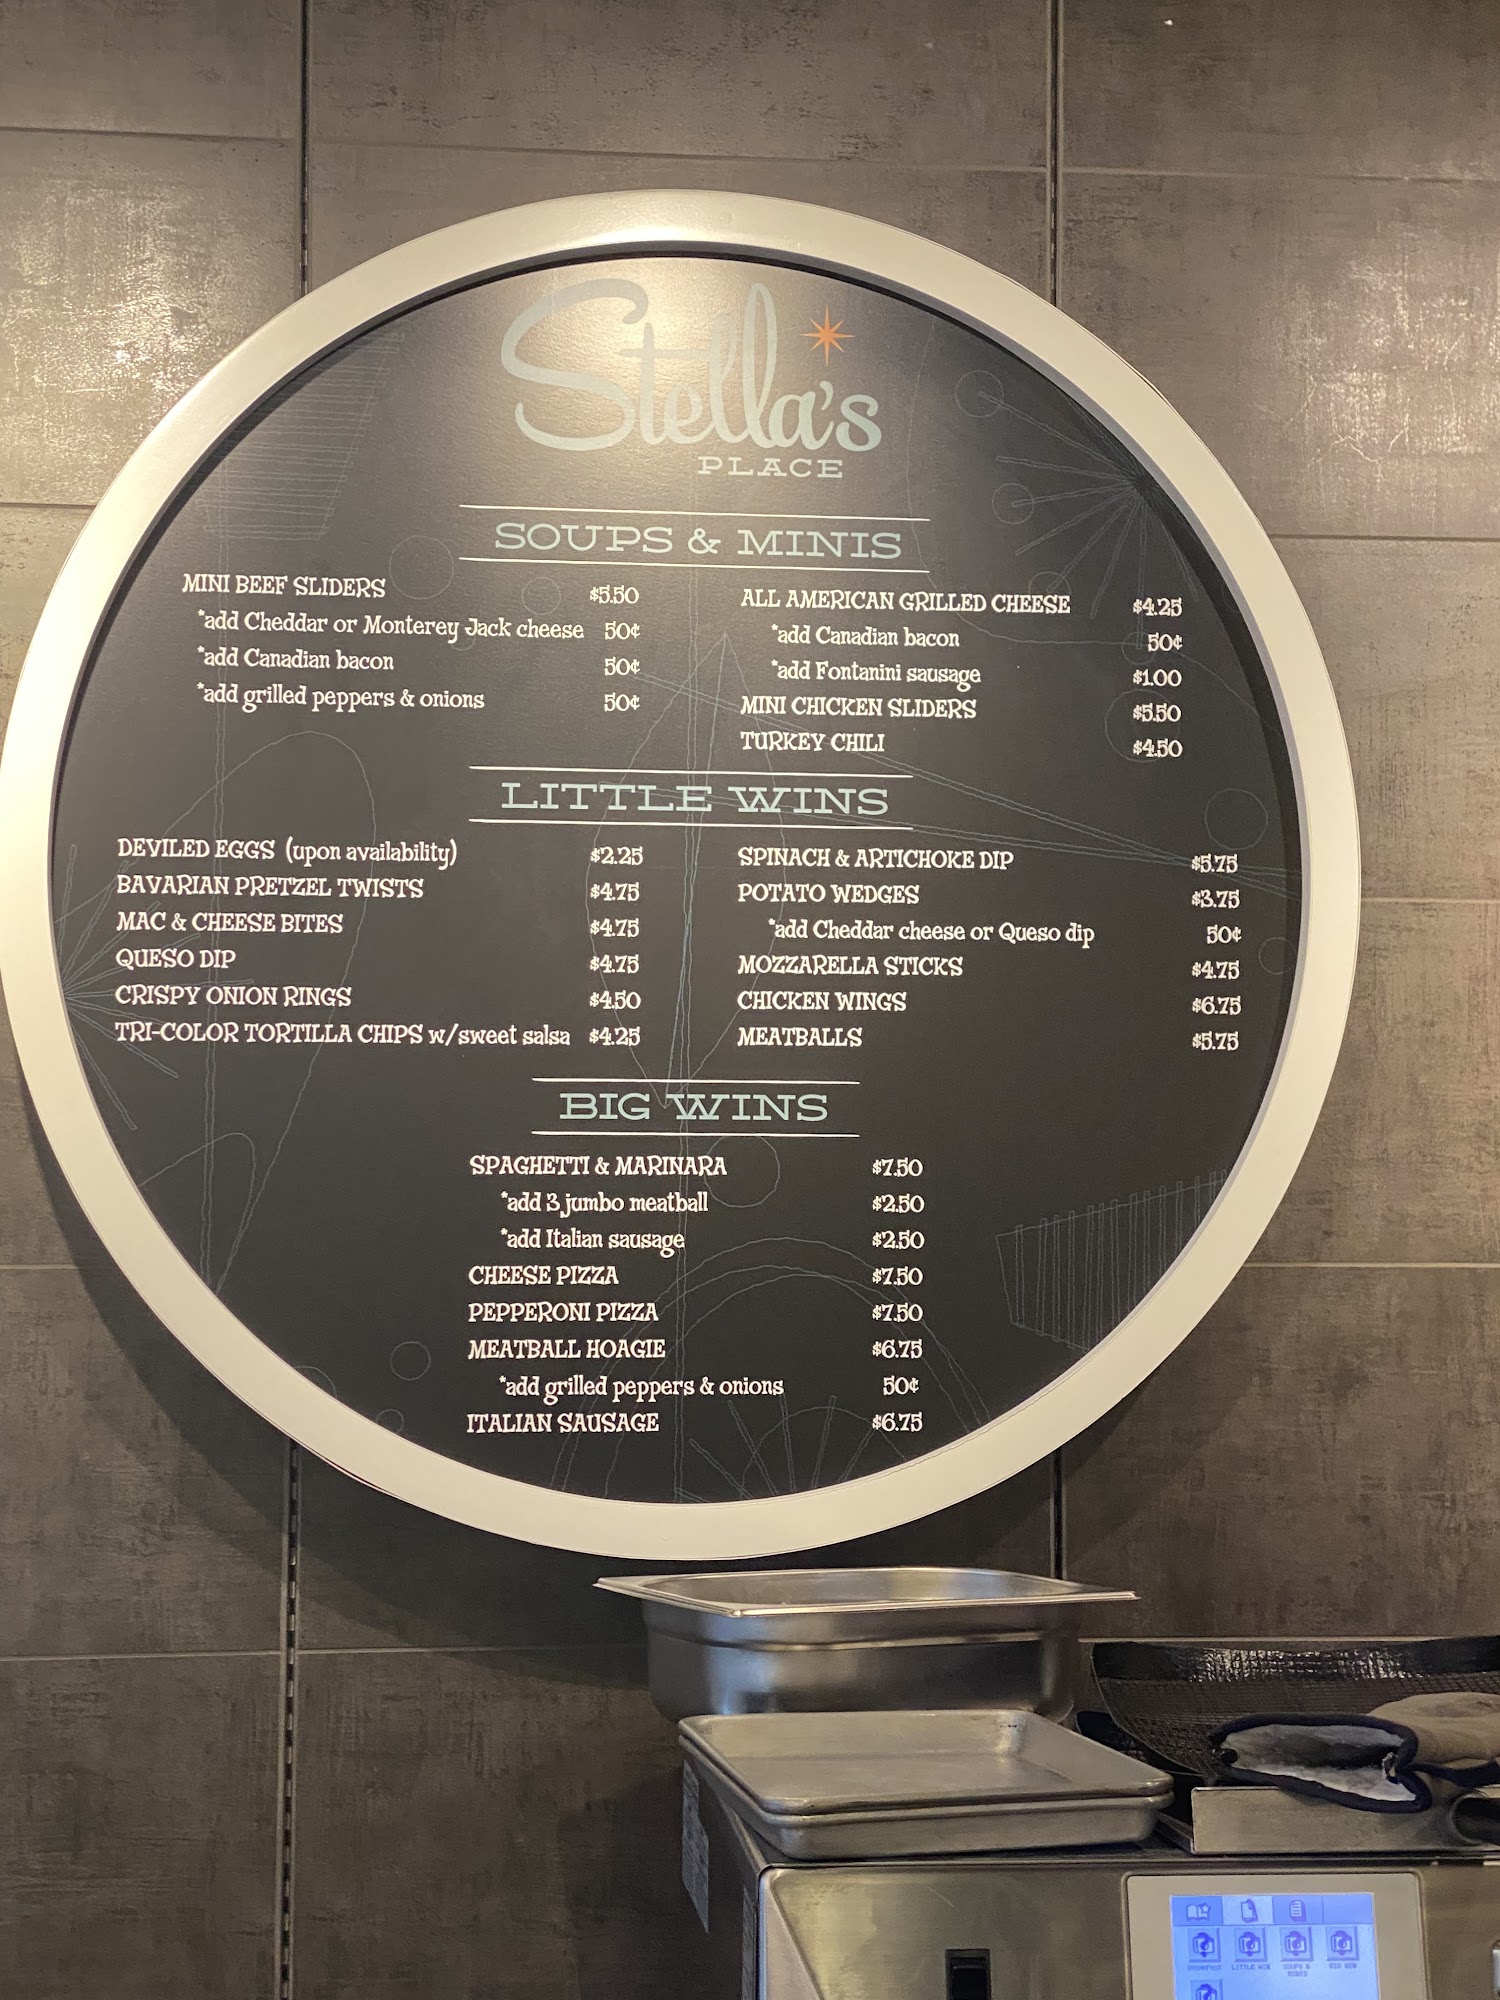 Stella's
PLACE
SOUPS & MINIS
MINI BEEF SLIDERS $5.50
*add Cheddar or Monterey Jack cheese 50¢
*add Canadian bacon 50¢
*add grilled peppers & onions 50¢
ALL AMERICAN GRILLED CHEESE $4.25
*add Canadian bacon 50¢
*add Fontanini sausage $1.00
MINI CHICKEN SLIDERS $5.50
TURKEY CHILI $4.50
LITTLE WINS
DEVILED EGGS (upon availability) $2.25
BAVARIAN PRETZEL TWISTS $4.75
MAC & CHEESE BITES $4.75
QUESO DIP $4.75
CRISPY ONION RINGS $4.50
TRI-COLOR TORTILLA CHIPS w/sweet salsa $4.25
SPINACH & ARTICHOKE DIP $5.75
POTATO WEDGES $3.75
*add Cheddar cheese or Queso dip 50¢
MOZZARELLA STICKS $4.75
CHICKEN WINGS $6.75
MEATBALLS $5.75
BIG WINS
SPAGHETTI & MARINARA $7.50
*add 3 jumbo meatball $2.50
*add Italian sausage $2.50
CHEESE PIZZA $7.50
PEPPERONI PIZZA $7.50
MEATBALL HOAGIE $6.75
*add grilled peppers & onions 50¢
ITALIAN SAUSAGE $6.75